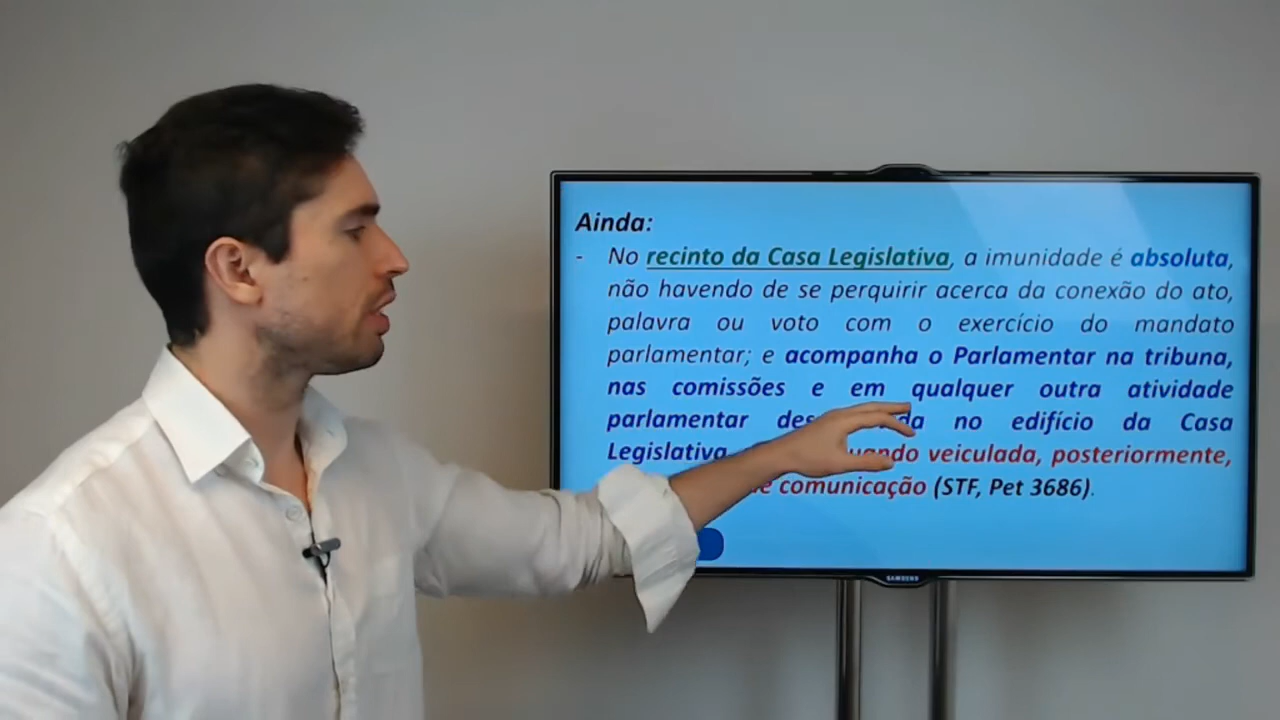 Ainda:
- No recinto da Casa Legislativa, a imunidade é absoluta,
não havendo de se perquirir acerca da conexão do ato,
palavra ou voto com o exercício do mandato
parlamentar; e acompanha o Parlamentar na tribuna,
nas comissões e em qualquer outra atividade
parlamentar no edifício da Casa
Legislativa veiculada, posteriormente,
comunicação (STF, Pet 3686).
SAMSUNG